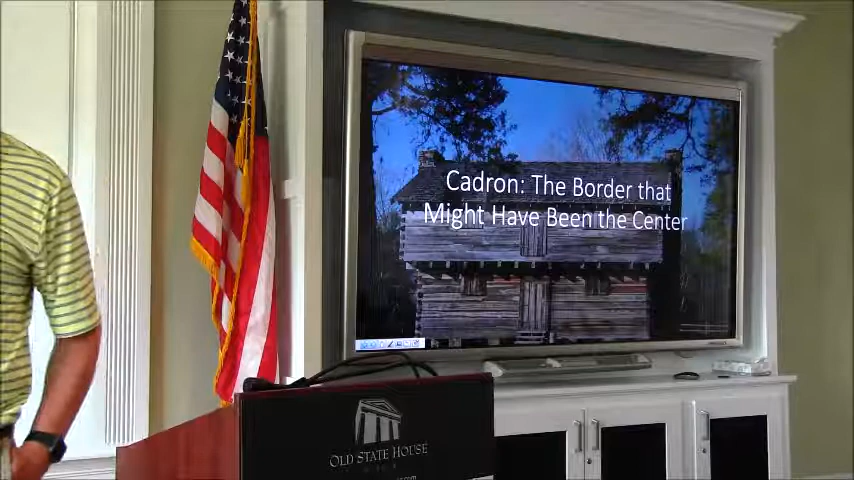 Cadron: The Border that
Might Have Been the Center
OLD STATE HOUSE